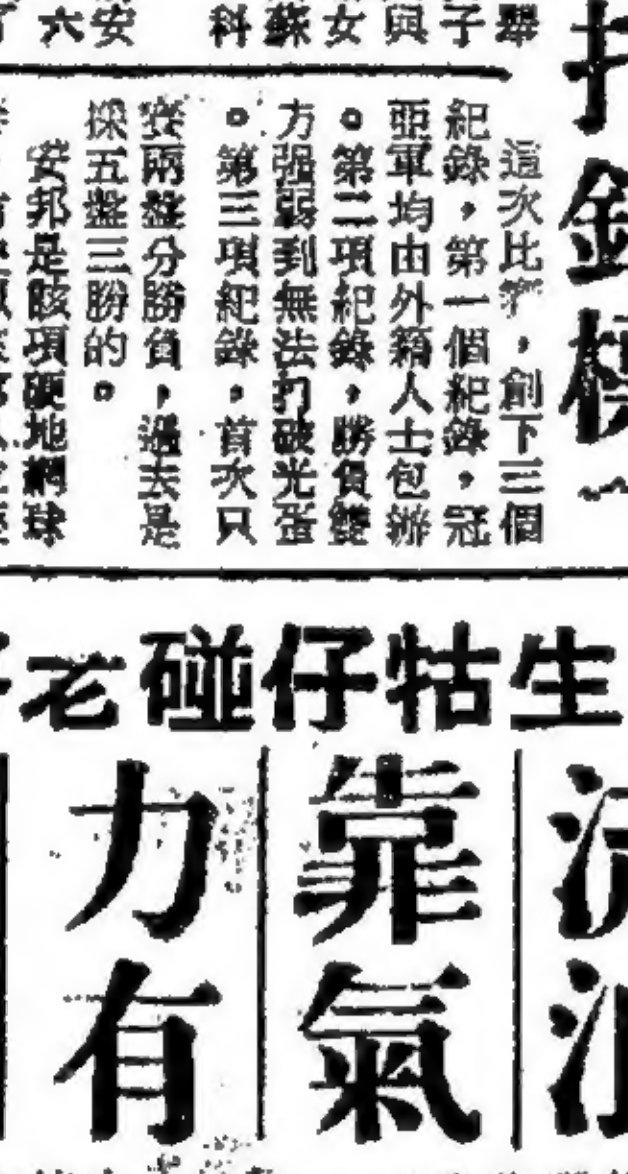 舉
子
與
女
蘇
科
安
六
打錦標
這次比賽，創下三個
紀錄，第一個紀錄，冠
亞軍均由外籍人士包辦
。第二項紀錄，勝負雙
方強弱到無法打破光蛋
。第三項紀錄，首次只
賽兩盤分勝負，過去是
採五盤三勝的。
安邦是該項硬地網球
生牯仔碰老
靠氣
力有